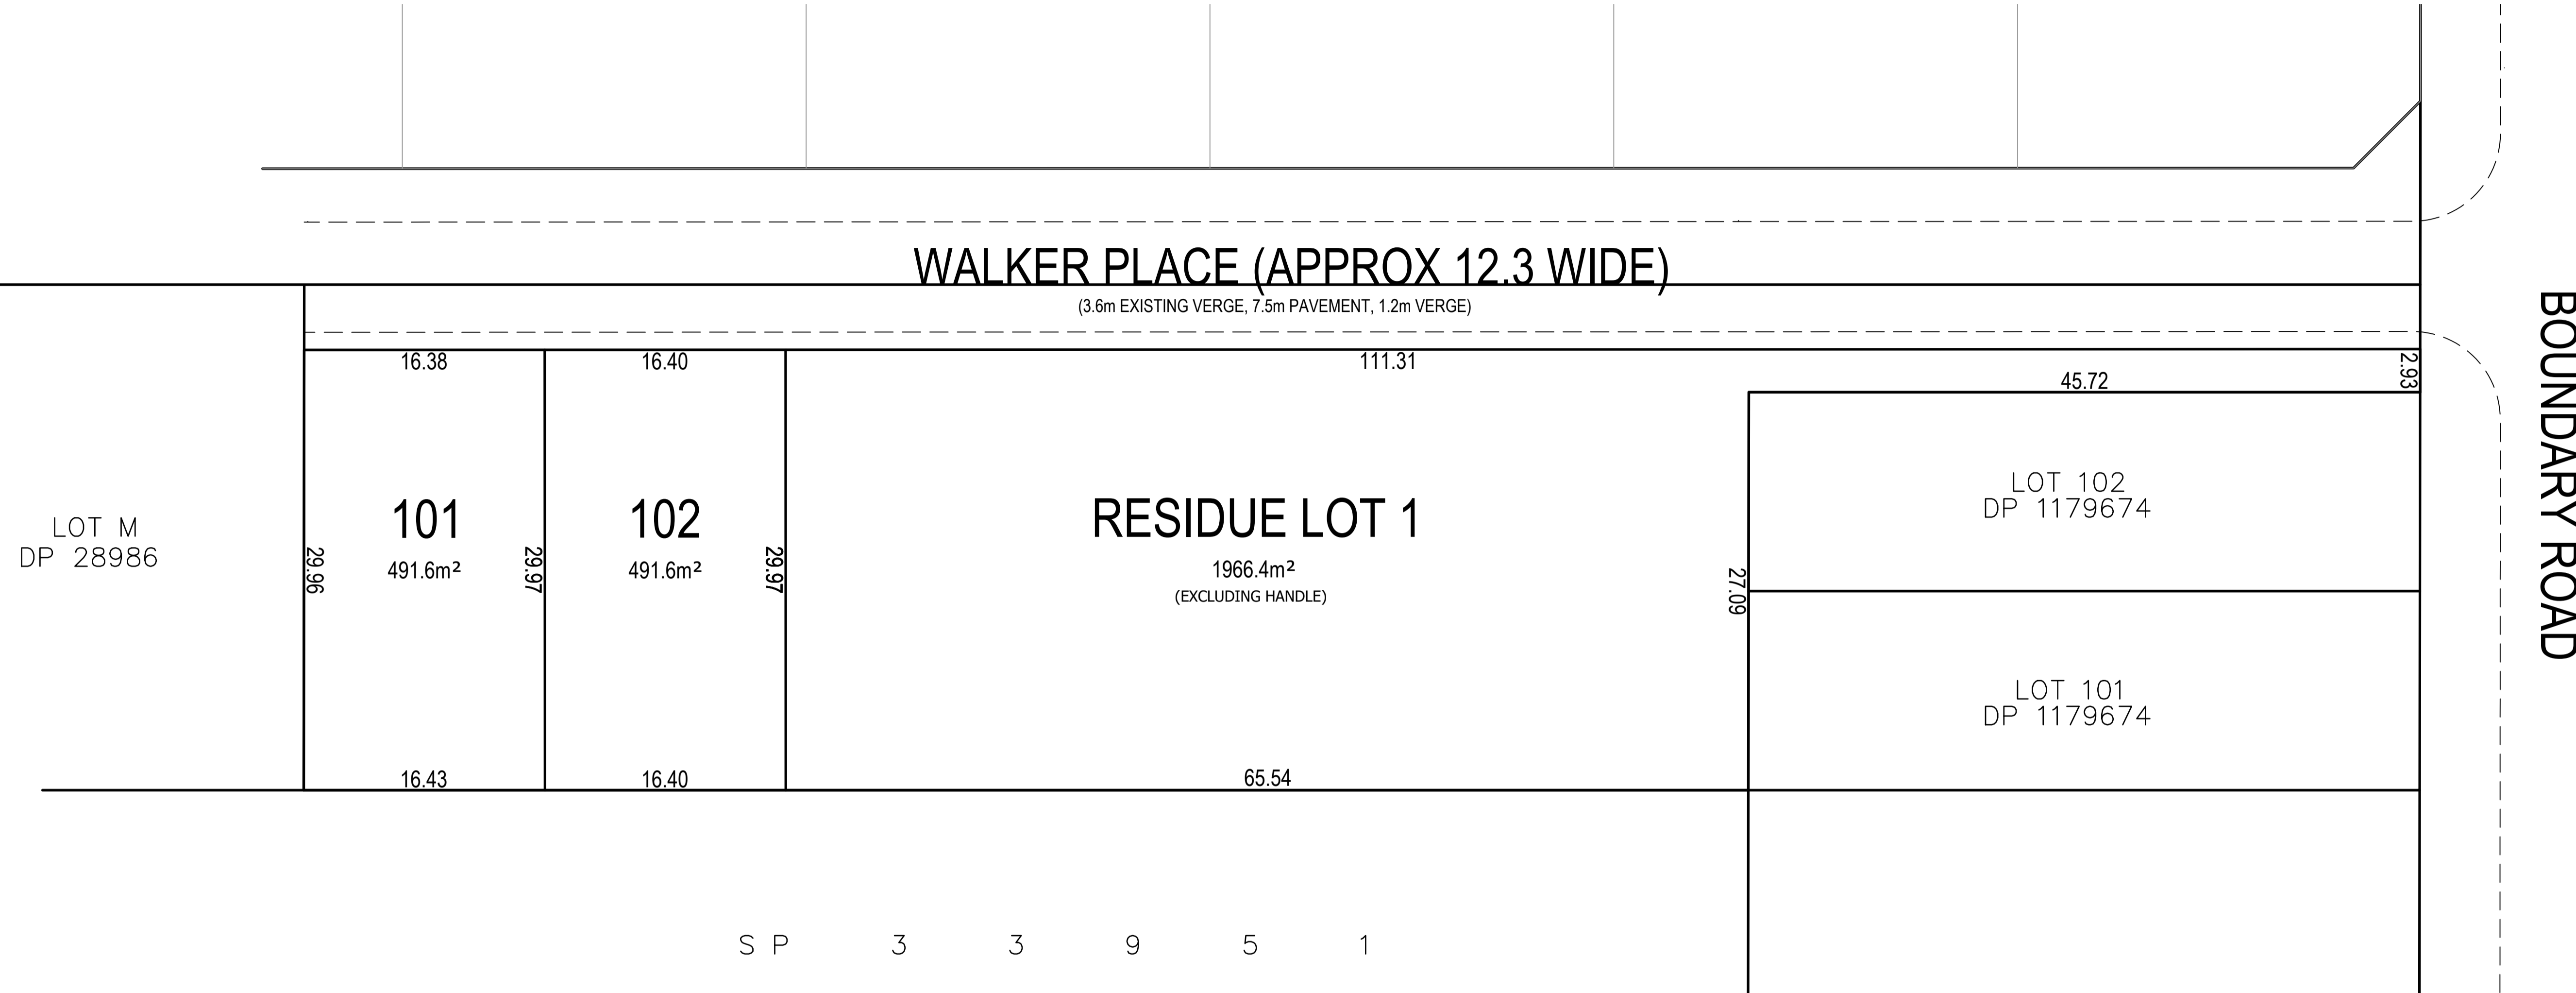 WALKER PLACE (APPROX 12.3 WIDE)
(3.6m EXISTING VERGE, 7.5m PAVEMENT, 1.2m VERGE)
BOUNDARY ROAD
16.38
16.40
111.31
2.93
45.72
LOT M
DP 28986
29.96
101
491.6m²
29.97
102
491.6m²
29.97
RESIDUE LOT 1
1966.4m²
(EXCLUDING HANDLE)
27.09
LOT 102
DP 1179674
LOT 101
DP 1179674
16.43
16.40
65.54
SP 33951